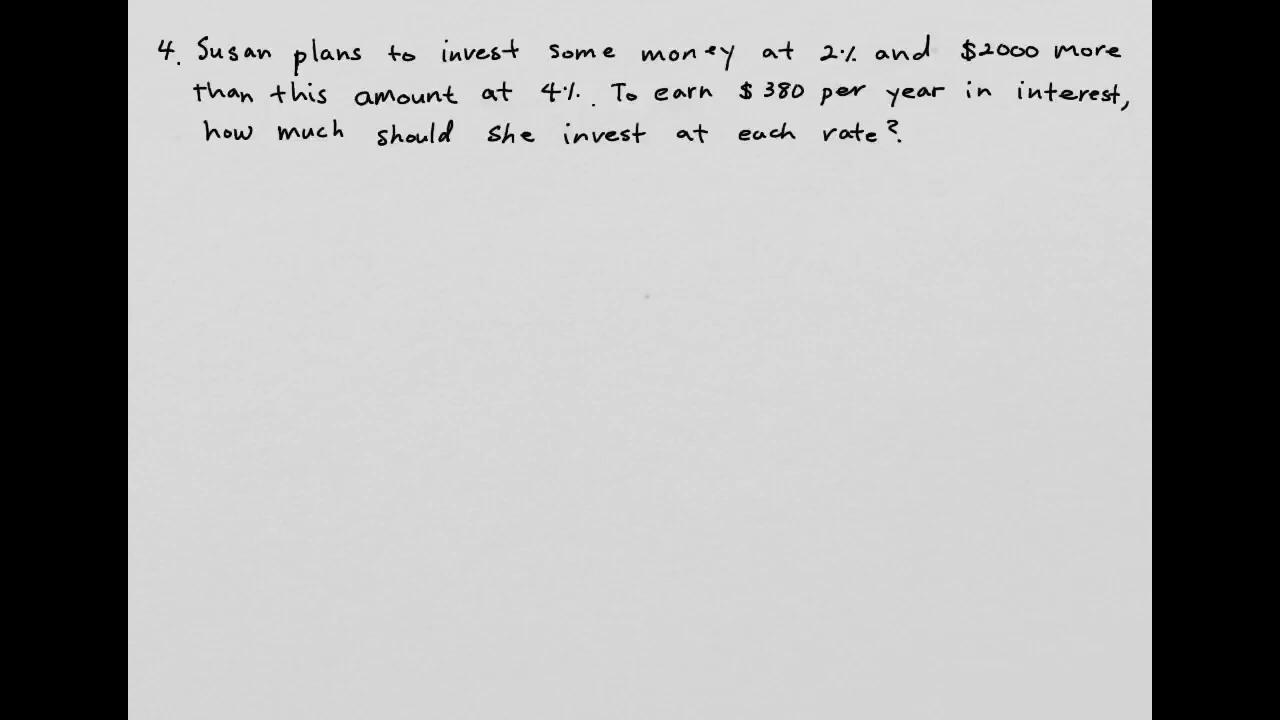 4. Susan plans to invest some money at 2% and $2000 more
than this amount at 4%. To earn $380 per year in interest,
how much should she invest at each rate?